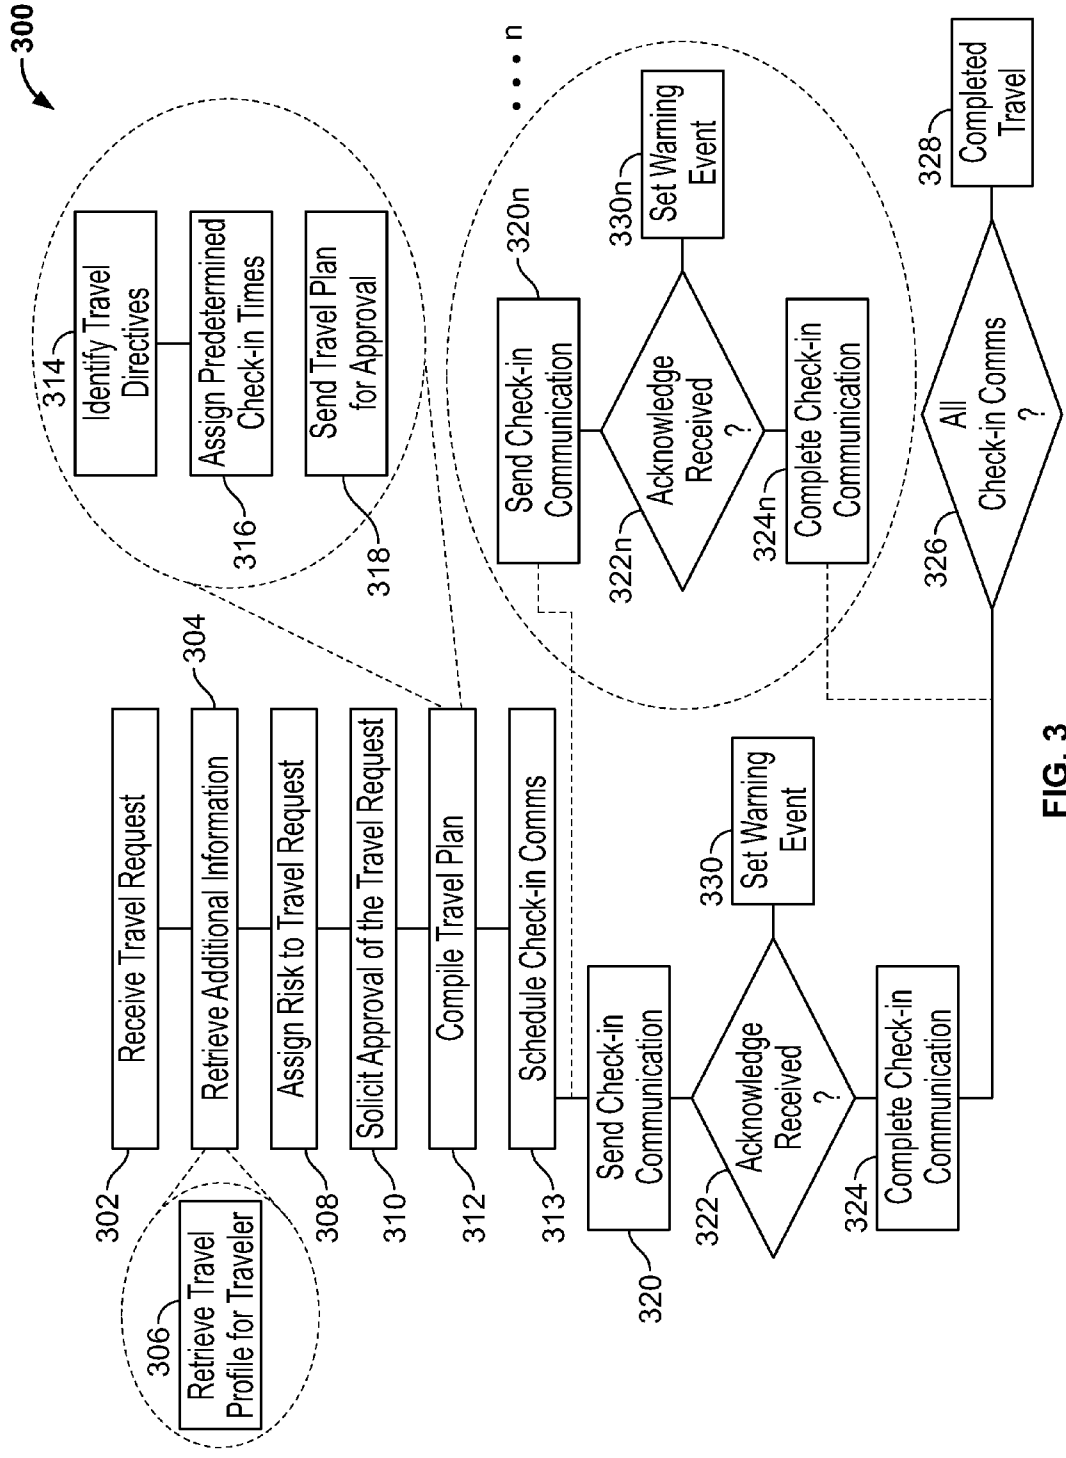 300
302
Receive Travel Request
304
Retrieve Additional Information
306
Retrieve Travel
Profile for Traveler
308
Assign Risk to Travel Request
310
Solicit Approval of the Travel Request
312
Compile Travel Plan
313
Schedule Check-in Comms
314
Identify Travel
Directives
316
Assign Predetermined
Check-in Times
318
Send Travel Plan
for Approval
320
Send Check-in
Communication
322
Acknowledge
Received
?
330
Set Warning
Event
324
Complete Check-in
Communication
320n
Send Check-in
Communication
n
322n
Acknowledge
Received
?
330n
Set Warning
Event
324n
Complete Check-in
Communication
326
All
Check-in Comms
?
328
Completed
Travel
FIG. 3